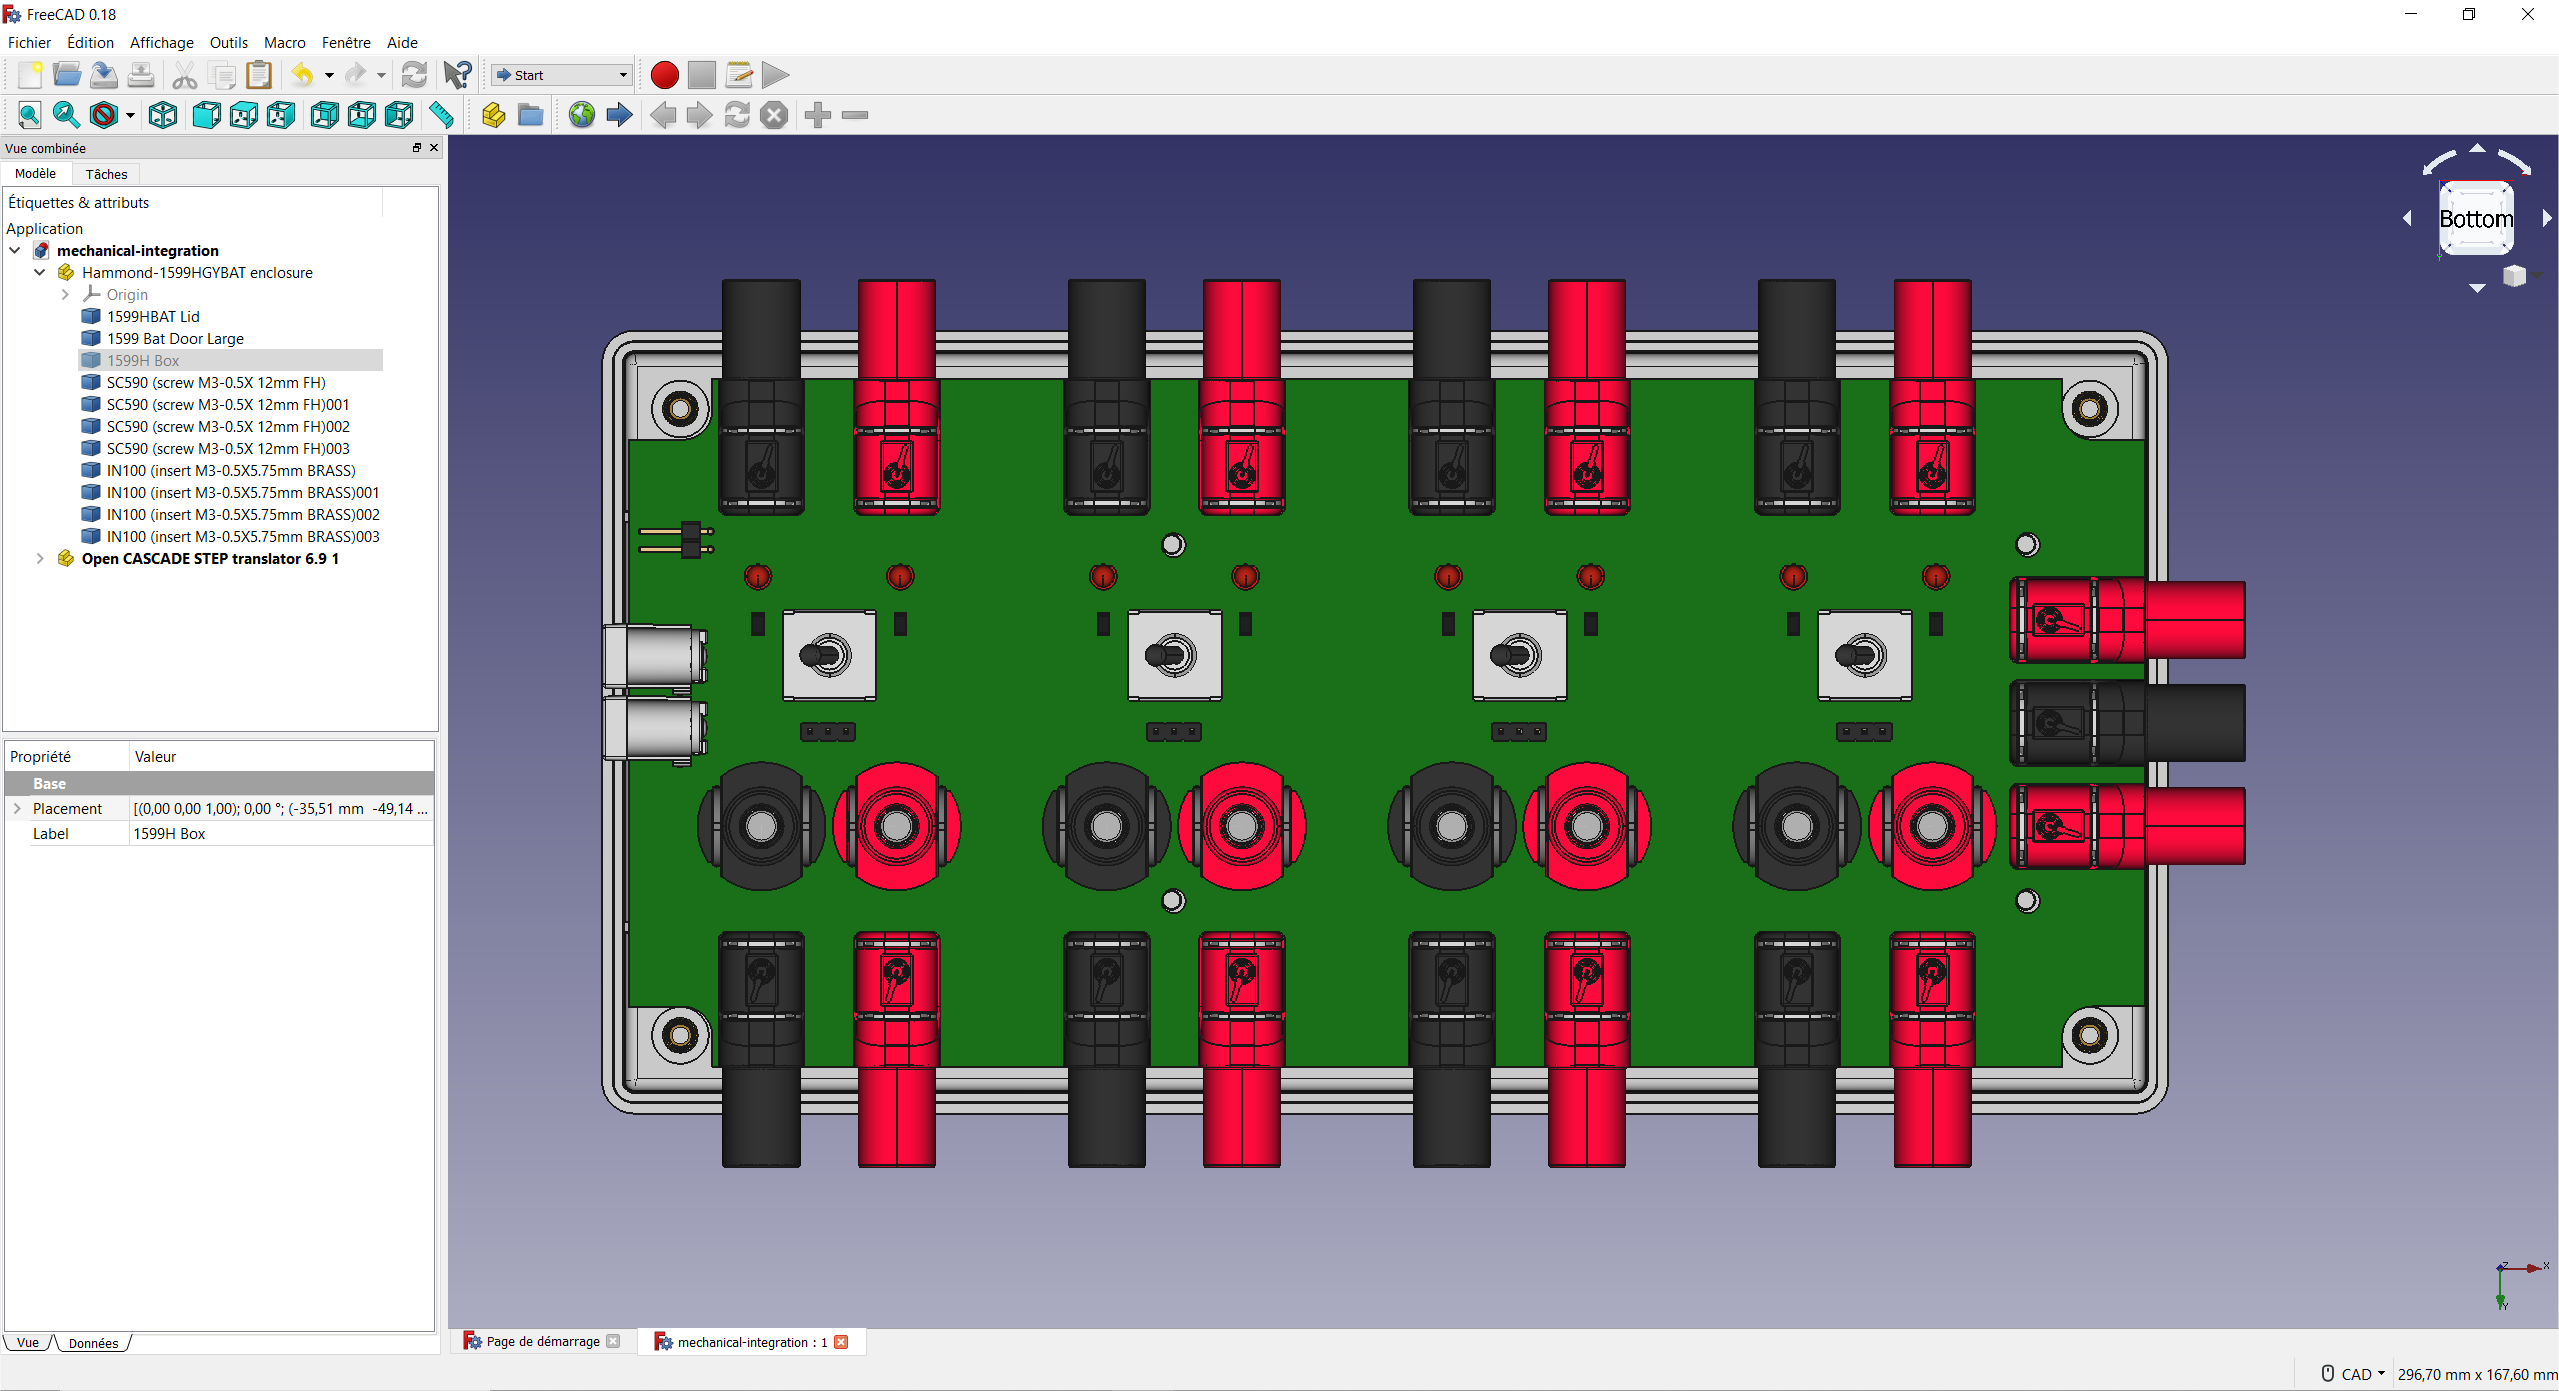 FreeCAD 0.18
Fichier Édition Affichage Outils Macro Fenêtre Aide
Start
Vue combinée
Modèle Tâches
Étiquettes & attributs
Application
mechanical-integration
Hammond-1599HGYBAT enclosure
Origin
1599HBAT Lid
1599 Bat Door Large
1599H Box
SC590 (screw M3-0.5X 12mm FH)
SC590 (screw M3-0.5X 12mm FH)001
SC590 (screw M3-0.5X 12mm FH)002
SC590 (screw M3-0.5X 12mm FH)003
IN100 (insert M3-0.5X5.75mm BRASS)
IN100 (insert M3-0.5X5.75mm BRASS)001
IN100 (insert M3-0.5X5.75mm BRASS)002
IN100 (insert M3-0.5X5.75mm BRASS)003
Open CASCADE STEP translator 6.9 1
Propriété Valeur
Base
Placement [(0,00 0,00 1,00); 0,00 °; (-35,51 mm -49,14 ...
Label 1599H Box
Vue Données
Bottom
Z X
Y
Page de démarrage mechanical-integration : 1
CAD 296,70 mm x 167,60 mm